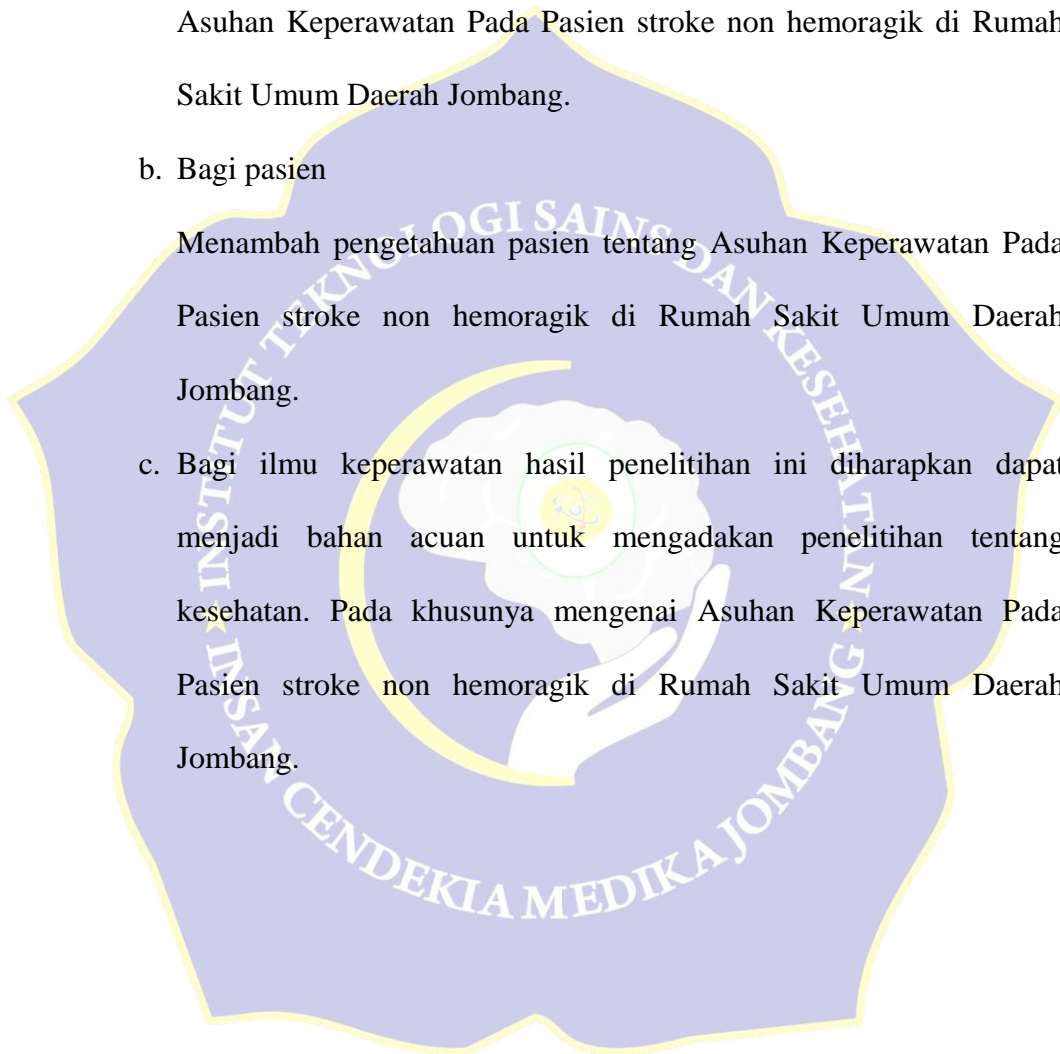 Asuhan Keperawatan Pada Pasien stroke non hemoragik di Rumah
Sakit Umum Daerah Jombang.
b. Bagi pasien
Menambah pengetahuan pasien tentang Asuhan Keperawatan Pada
Pasien stroke non hemoragik di Rumah Sakit Umum Daerah
Jombang.
c. Bagi ilmu keperawatan hasil penelitihan ini diharapkan dapat
menjadi bahan acuan untuk mengadakan penelitihan tentang
kesehatan. Pada khusunya mengenai Asuhan Keperawatan Pada
Pasien stroke non hemoragik di Rumah Sakit Umum Daerah
Jombang.
INSTITUT TEKNOLOGI SAINS DAN KESEHATAN
INSAN CENDEKIA MEDIKA JOMBANG